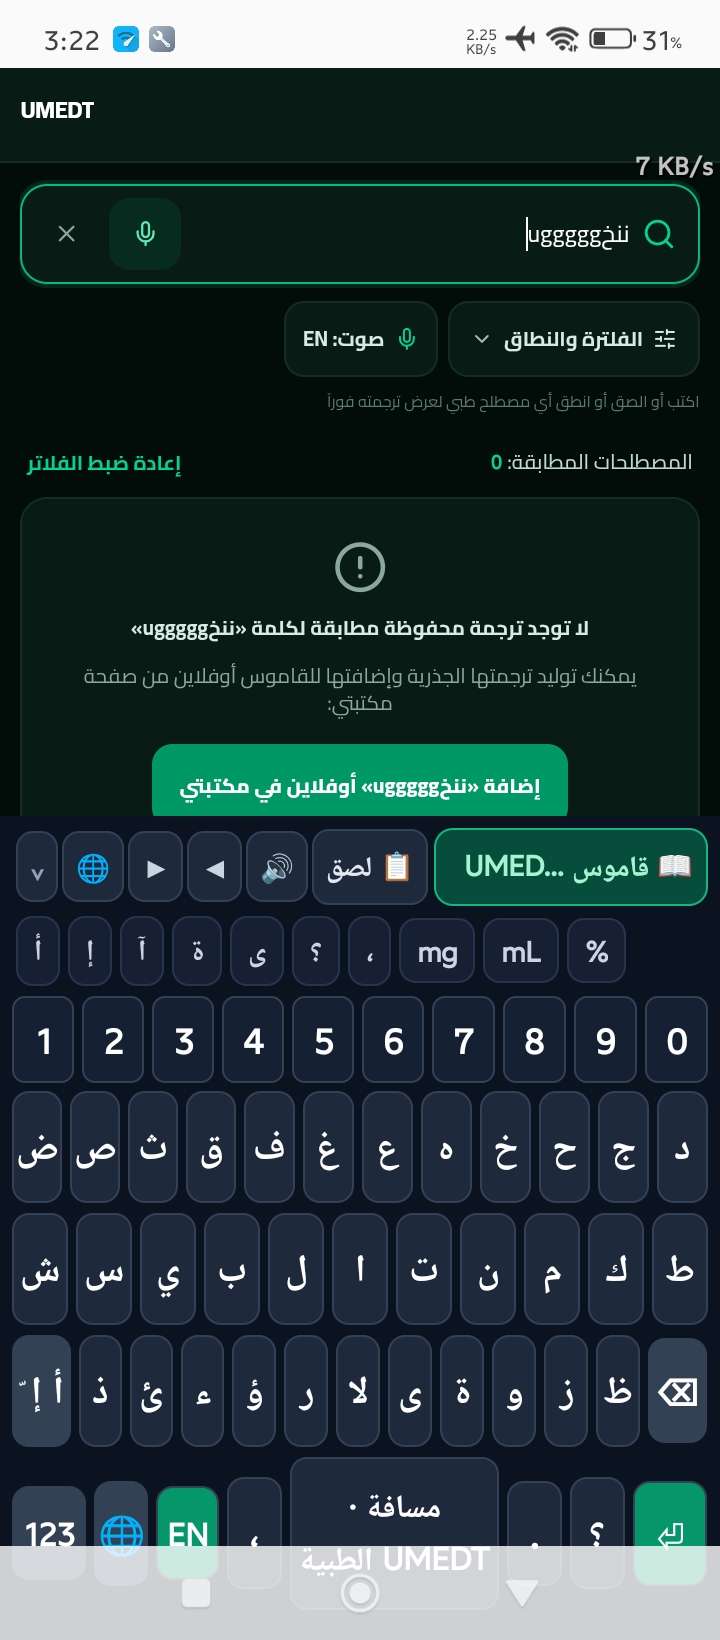 3:22
2.25 KB/s
31%
UMEDT
7 KB/s
ننخuggggg
الفلترة والنطاق
صوت: EN
اكتب أو الصق أو انطق أي مصطلح طبي لعرض ترجمته فوراً
المصطلحات المطابقة: 0
إعادة ضبط الفلاتر
لا توجد ترجمة محفوظة مطابقة لكلمة «ننخuggggg»
يمكنك توليد ترجمتها الجذرية وإضافتها للقاموس أوفلاين من صفحة
مكتبتي:
إضافة «ننخuggggg» أوفلاين في مكتبتي
📖 قاموس UMED...
📋 لصق
أ إ آ ة ى ؟ ، mg mL %
1 2 3 4 5 6 7 8 9 0
ض ص ث ق ف غ ع ه خ ح ج د
ش س ي ب ل ا ت ن م ك ط
أ إ ّ ذ ئ ء ؤ ر لا ى ة و ز ظ
123 EN ، مسافة · . ؟
UMEDT الطبية